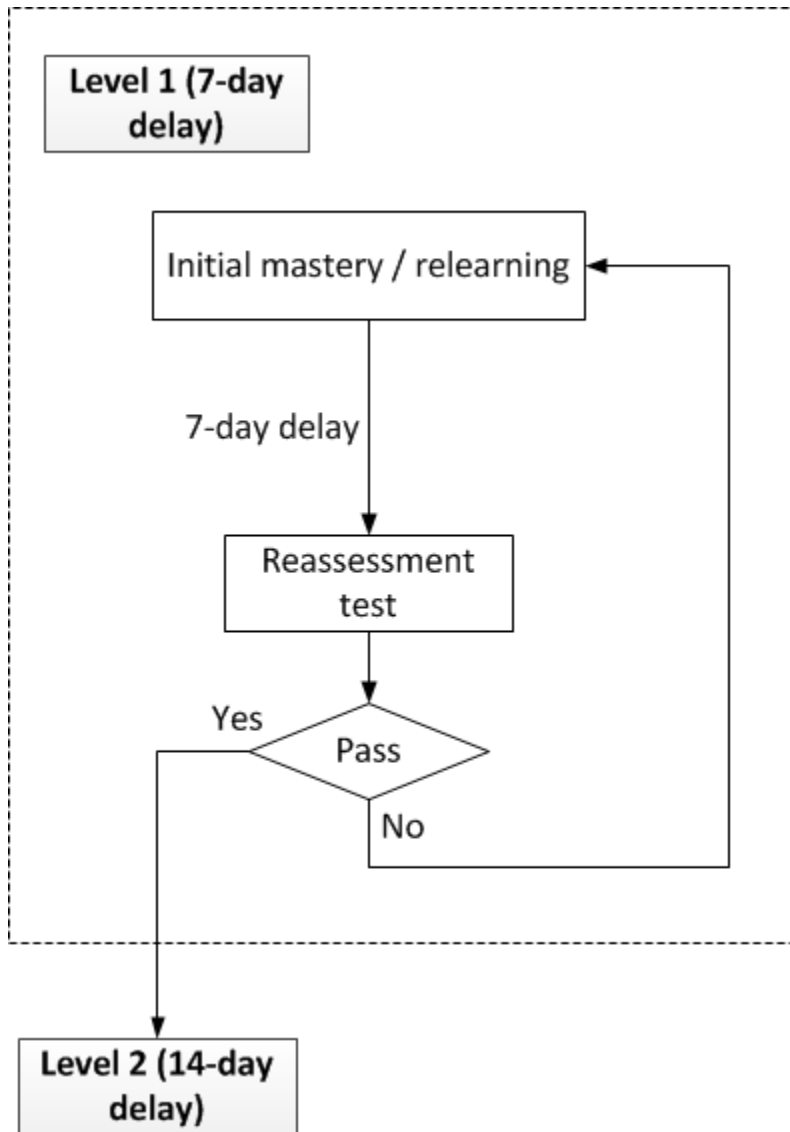 Level 1 (7-day
delay)
Initial mastery / relearning
7-day delay
Reassessment
test
Yes
Pass
No
Level 2 (14-day
delay)